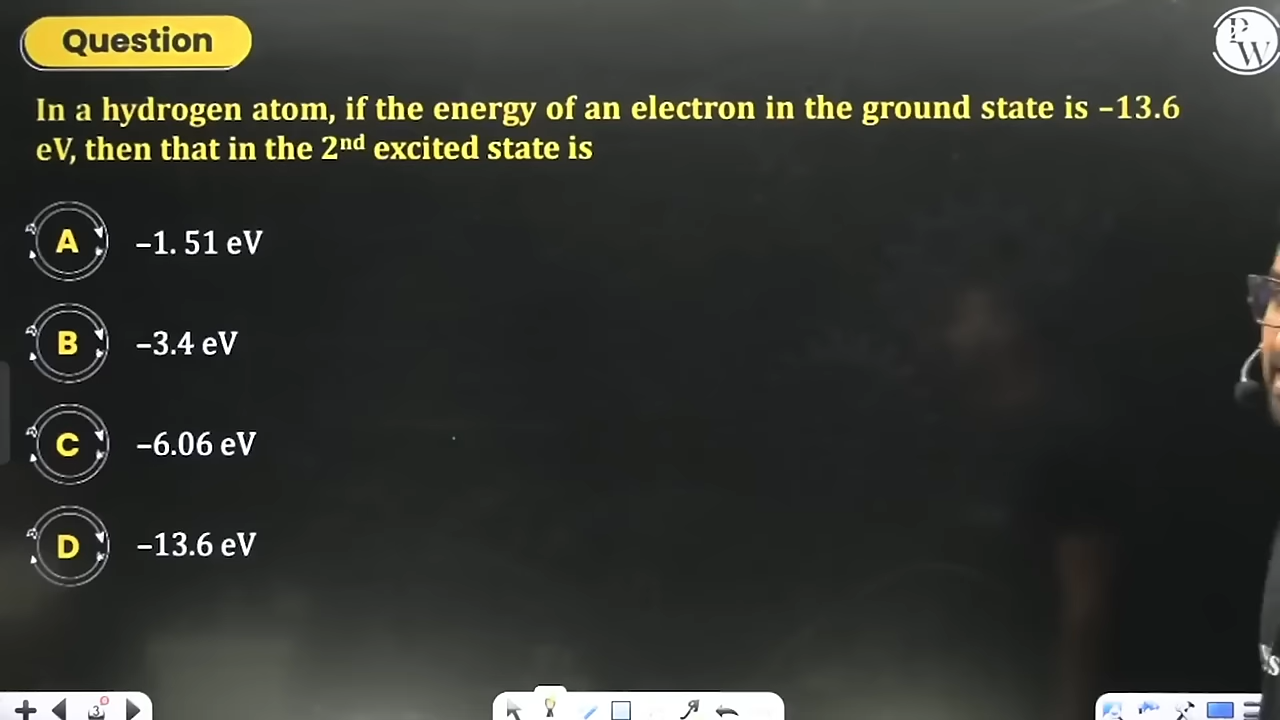 Question
PW
In a hydrogen atom, if the energy of an electron in the ground state is –13.6
eV, then that in the 2nd excited state is
A –1. 51 eV
B –3.4 eV
C –6.06 eV
D –13.6 eV
3